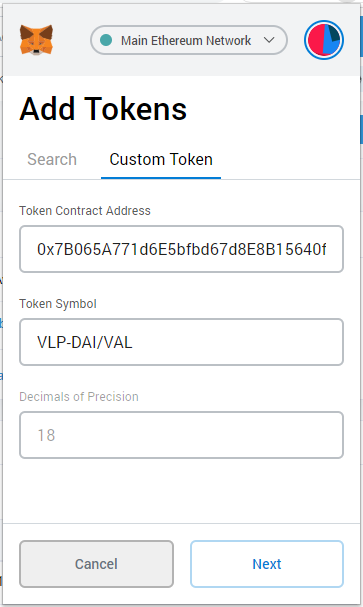 Main Ethereum Network
Add Tokens
Search
Custom Token
Token Contract Address
0x7B065A771d6E5bfbd67d8E8B15640f
Token Symbol
VLP-DAI/VAL
Decimals of Precision
18
Cancel
Next